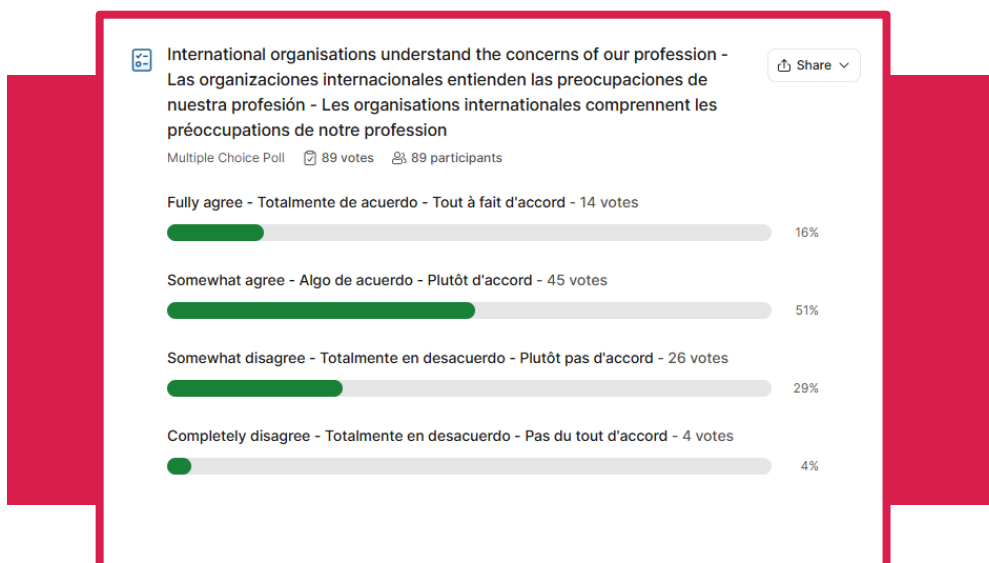 International organisations understand the concerns of our profession -
Las organizaciones internacionales entienden las preocupaciones de
nuestra profesión - Les organisations internationales comprennent les
préoccupations de notre profession
Share
Multiple Choice Poll 89 votes 89 participants
Fully agree - Totalmente de acuerdo - Tout à fait d'accord - 14 votes
16%
Somewhat agree - Algo de acuerdo - Plutôt d'accord - 45 votes
51%
Somewhat disagree - Totalmente en desacuerdo - Plutôt pas d'accord - 26 votes
29%
Completely disagree - Totalmente en desacuerdo - Pas du tout d'accord - 4 votes
4%